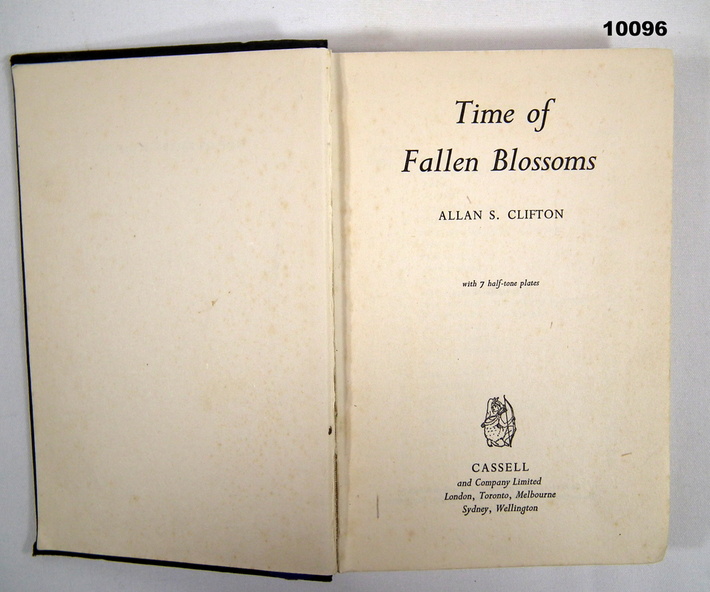 10096
Time of
Fallen Blossoms
ALLAN S. CLIFTON
with 7 half-tone plates
CASSELL
and Company Limited
London, Toronto, Melbourne
Sydney, Wellington